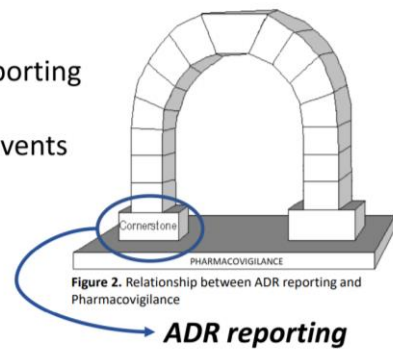 porting
vents
Cornerstone
PHARMACOVIGILANCE
Figure 2. Relationship between ADR reporting and
Pharmacovigilance
ADR reporting